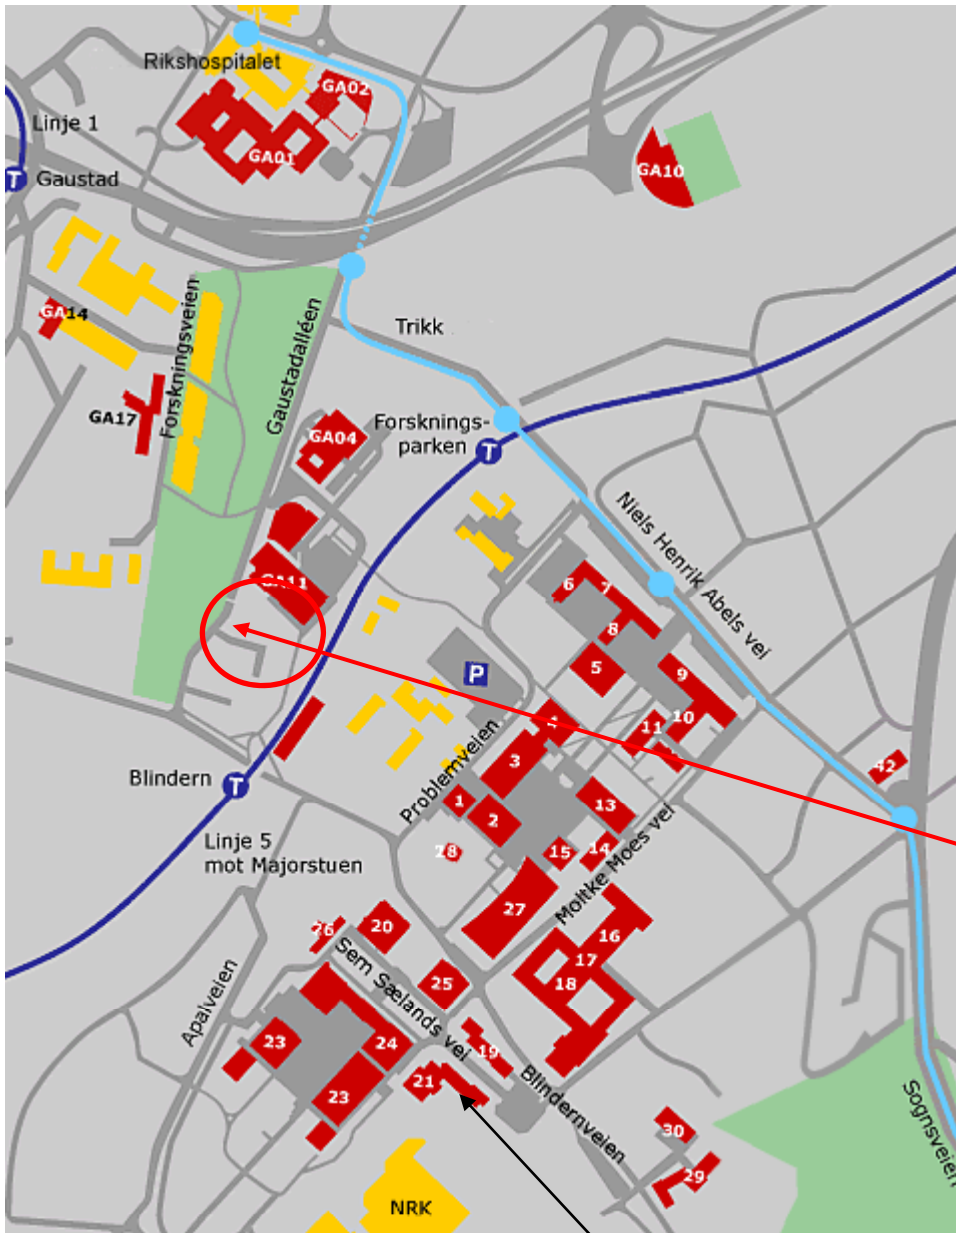 Rikshospitalet
GA02
Linje 1
GA01
T
Gaustad
GA10
GA14
Forskningsveien
Gaustadalléen
Trikk
GA17
GA04
Forsknings-
parken
T
Niels Henrik Abels vei
GA11
6
7
8
5
P
9
10
11
4
3
Problemveien
Blindern
T
1
2
13
42
Linje 5
mot Majorstuen
28
15
14
Moltke Moes vei
27
26
20
16
17
18
Sem Sælands vei
25
Apalveien
23
24
19
21
23
Blindernveien
30
29
Sognsveien
NRK